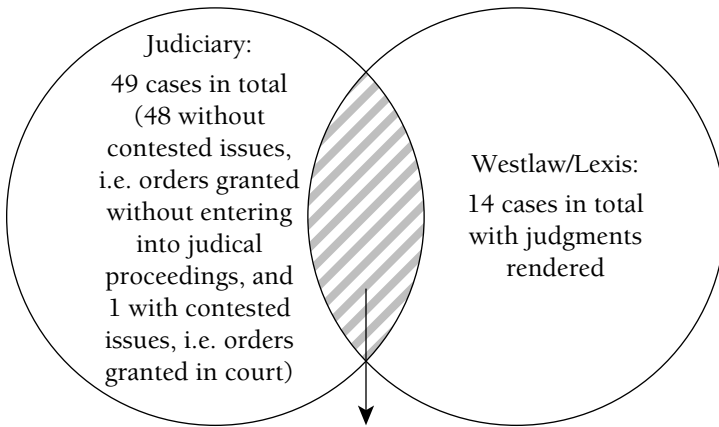 Judiciary:
49 cases in total
(48 without
contested issues,
i.e. orders granted
without entering
into judical
proceedings, and
1 with contested
issues, i.e. orders
granted in court)
Westlaw/Lexis:
14 cases in total
with judgments
rendered